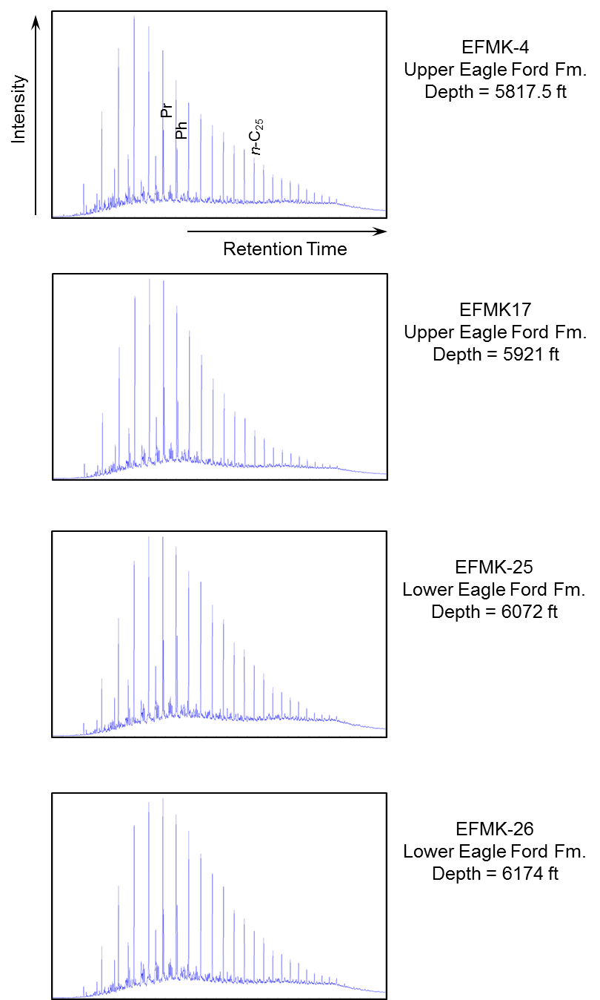 EFMK-4
Upper Eagle Ford Fm.
Depth = 5817.5 ft
Intensity
Pr
Ph
n-C25
Retention Time
EFMK17
Upper Eagle Ford Fm.
Depth = 5921 ft
EFMK-25
Lower Eagle Ford Fm.
Depth = 6072 ft
EFMK-26
Lower Eagle Ford Fm.
Depth = 6174 ft